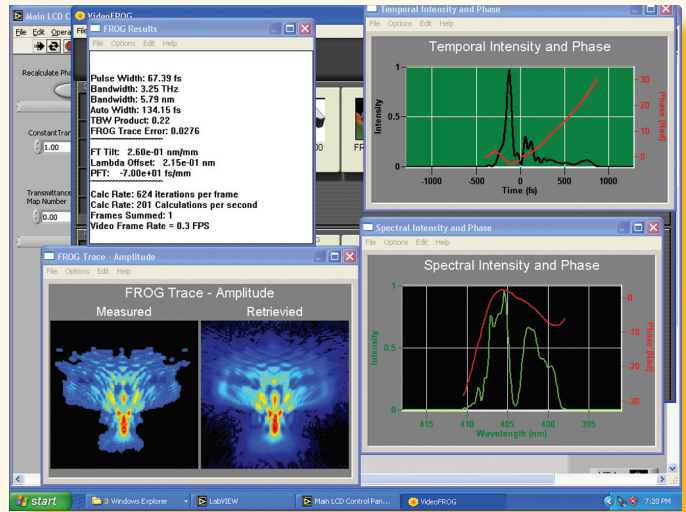 Main LCD C
File Edit Opera
Recalculate Pha
ConstantTran
1.00
Transmittance
Map Number
0.00
VideoFROG
FROG Results
File Options Edit Help
Pulse Width: 67.39 fs
Bandwidth: 3.25 THz
Bandwidth: 5.79 nm
Auto Width: 134.15 fs
TBW Product: 0.22
FROG Trace Error: 0.0276
~~~~~~~~~~~~~~~~
FT Tilt: 2.60e-01 nm/mm
Lambda Offset: 2.15e-01 nm
PFT: -7.00e+01 fs/mm
~~~~~~~~~~~~~~~~
Calc Rate: 624 iterations per frame
Calc Rate: 201 Calculations per second
Frames Summed: 1
Video Frame Rate = 0.3 FPS
Temporal Intensity and Phase
File Options Edit Help
Temporal Intensity and Phase
Intensity
1
0.5
0
-1000 -500 0 500 1000
Time (fs)
30
20
10
0
Phase (Rad)
Spectral Intensity and Phase
File Options Edit Help
Spectral Intensity and Phase
Intensity
1
0.5
0
415 410 405 400 395
Wavelength (nm)
0
-10
-20
-30
Phase (Rad)
FROG Trace - Amplitude
File Options Edit Help
FROG Trace - Amplitude
Measured Retrievied
start
3 Windows Explorer
LabVIEW
Main LCD Control Pan...
VideoFROG
7:20 PM